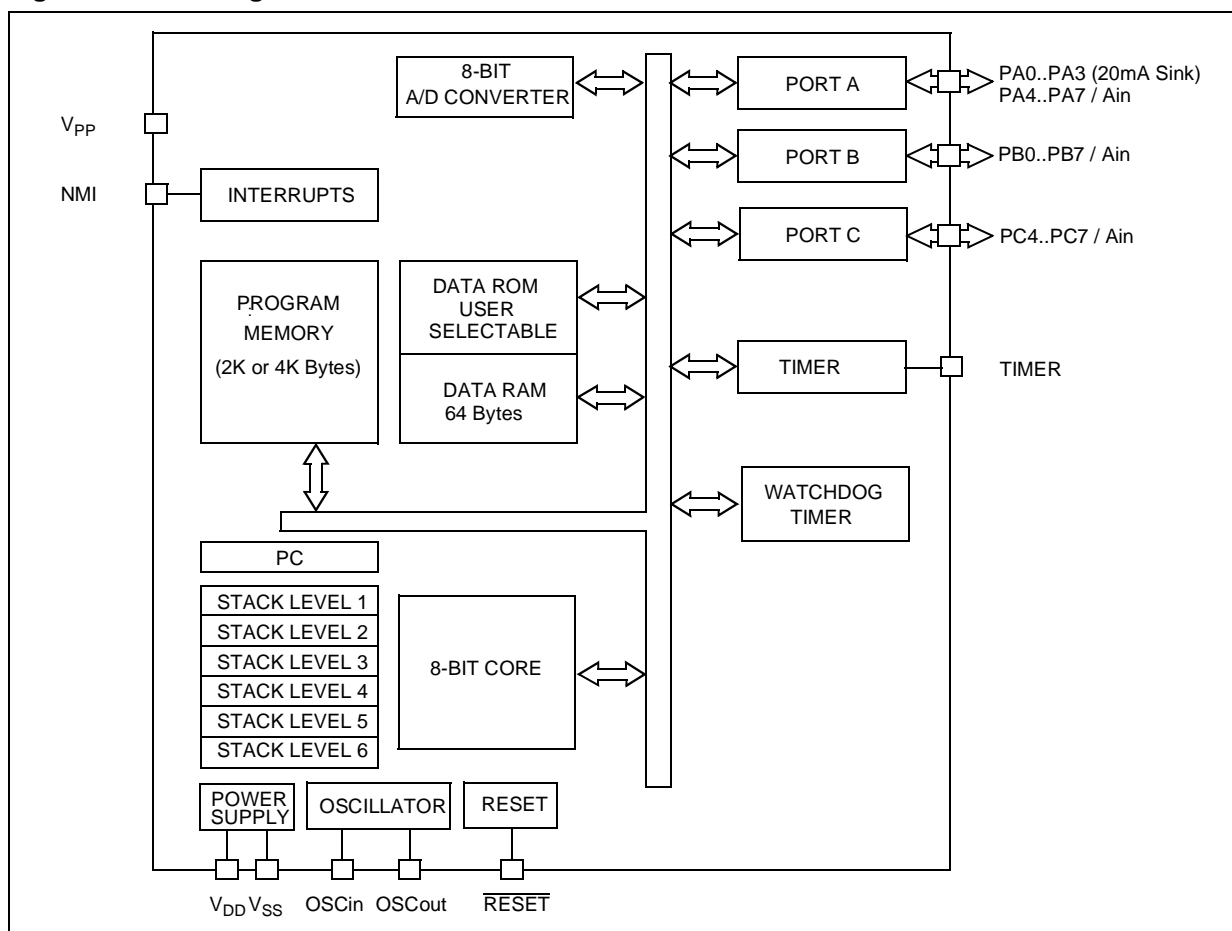 8-BIT
A/D CONVERTER
PORT A
PA0..PA3 (20mA Sink)
PA4..PA7 / Ain
VPP
PORT B
PB0..PB7 / Ain
NMI
INTERRUPTS
PORT C
PC4..PC7 / Ain
PROGRAM
MEMORY
(2K or 4K Bytes)
DATA ROM
USER
SELECTABLE
DATA RAM
64 Bytes
TIMER
TIMER
WATCHDOG
TIMER
PC
STACK LEVEL 1
STACK LEVEL 2
STACK LEVEL 3
STACK LEVEL 4
STACK LEVEL 5
STACK LEVEL 6
8-BIT CORE
POWER
SUPPLY
OSCILLATOR
RESET
VDD VSS
OSCin OSCout
RESET